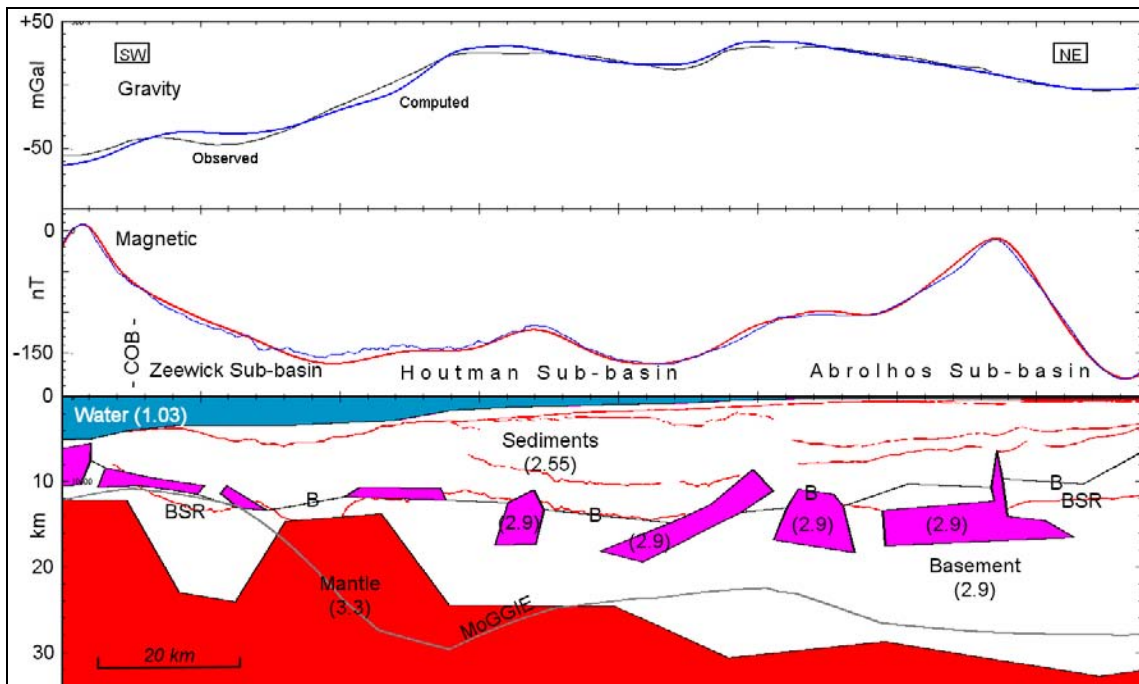 +50
SW
NE
mGal
Gravity
Computed
-50
Observed
0
Magnetic
nT
- COB -
-150
Zeewick Sub-basin
Houtman Sub-basin
Abrolhos Sub-basin
0
Water (1.03)
Sediments
(2.55)
10
B
B
B
B
BSR
BSR
(2.9)
(2.9)
(2.9)
(2.9)
km
20
Mantle
(3.3)
Basement
(2.9)
MoGGIE
30
20 km